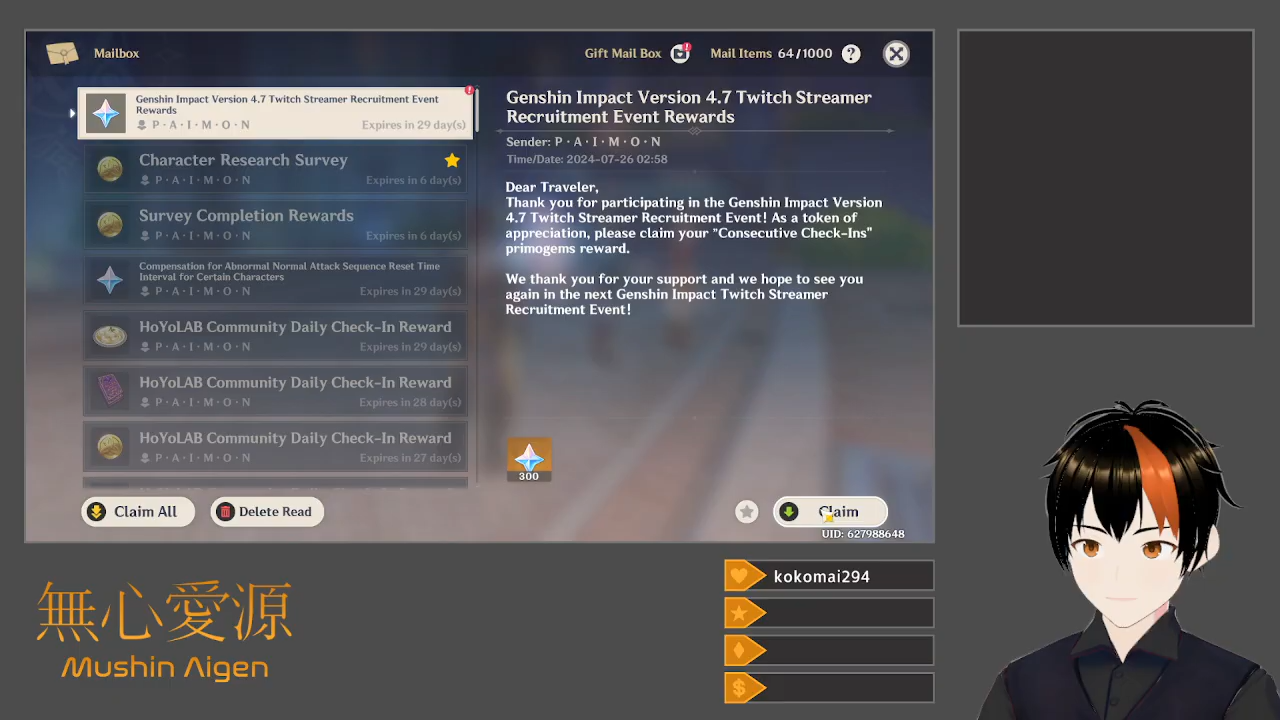 Mailbox
Gift Mail Box
Mail Items 64/1000
?
Genshin Impact Version 4.7 Twitch Streamer Recruitment Event
Rewards
P·A·I·M·O·N
Expires in 29 day(s)
Character Research Survey
P·A·I·M·O·N
Expires in 6 day(s)
Survey Completion Rewards
P·A·I·M·O·N
Expires in 6 day(s)
Compensation for Abnormal Normal Attack Sequence Reset Time
Interval for Certain Characters
P·A·I·M·O·N
Expires in 29 day(s)
HoYoLAB Community Daily Check-In Reward
P·A·I·M·O·N
Expires in 29 day(s)
HoYoLAB Community Daily Check-In Reward
P·A·I·M·O·N
Expires in 28 day(s)
HoYoLAB Community Daily Check-In Reward
P·A·I·M·O·N
Expires in 27 day(s)
Claim All
Delete Read
Genshin Impact Version 4.7 Twitch Streamer
Recruitment Event Rewards
Sender: P·A·I·M·O·N
Time/Date: 2024-07-26 02:58
Dear Traveler,
Thank you for participating in the Genshin Impact Version
4.7 Twitch Streamer Recruitment Event! As a token of
appreciation, please claim your "Consecutive Check-Ins"
primogems reward.
We thank you for your support and we hope to see you
again in the next Genshin Impact Twitch Streamer
Recruitment Event!
300
Claim
UID: 627988648
無心愛源
Mushin Aigen
kokomai294
$